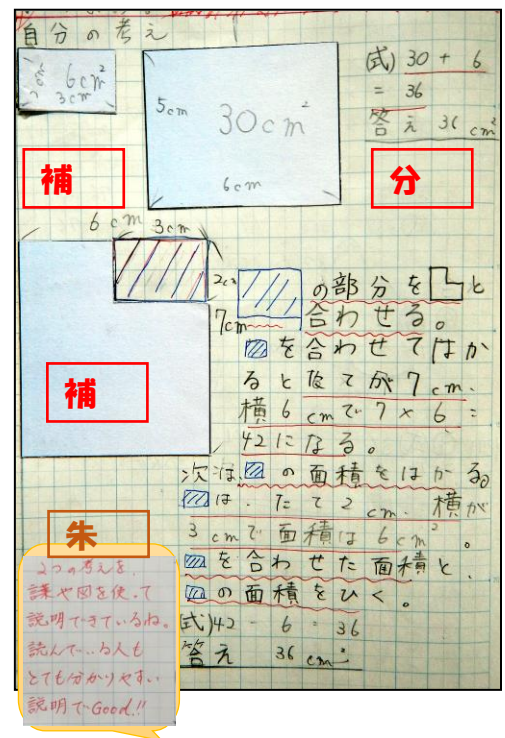 自分の考え
2cm 6cm²
3cm
5cm 30cm²
6cm
(式) 30 + 6
= 36
答え 36 cm²
補
分
6cm 3cm
2cm
7cm
の部分をと
合わせる。
を合わせてはか
ると たてが7cm.
横6cmで7×6=
42になる。
補
次は、の面積をはかる。
は、たて2cm、横が
3cmで面積は6cm²。
を合わせた面積と、
の面積をひく。
(式)42-6=36
答え 36cm²
朱
2つの考えを、
言葉や図を使って
説明できているね。
読んでいる人も
とても分かりやすい
説明でGood!!